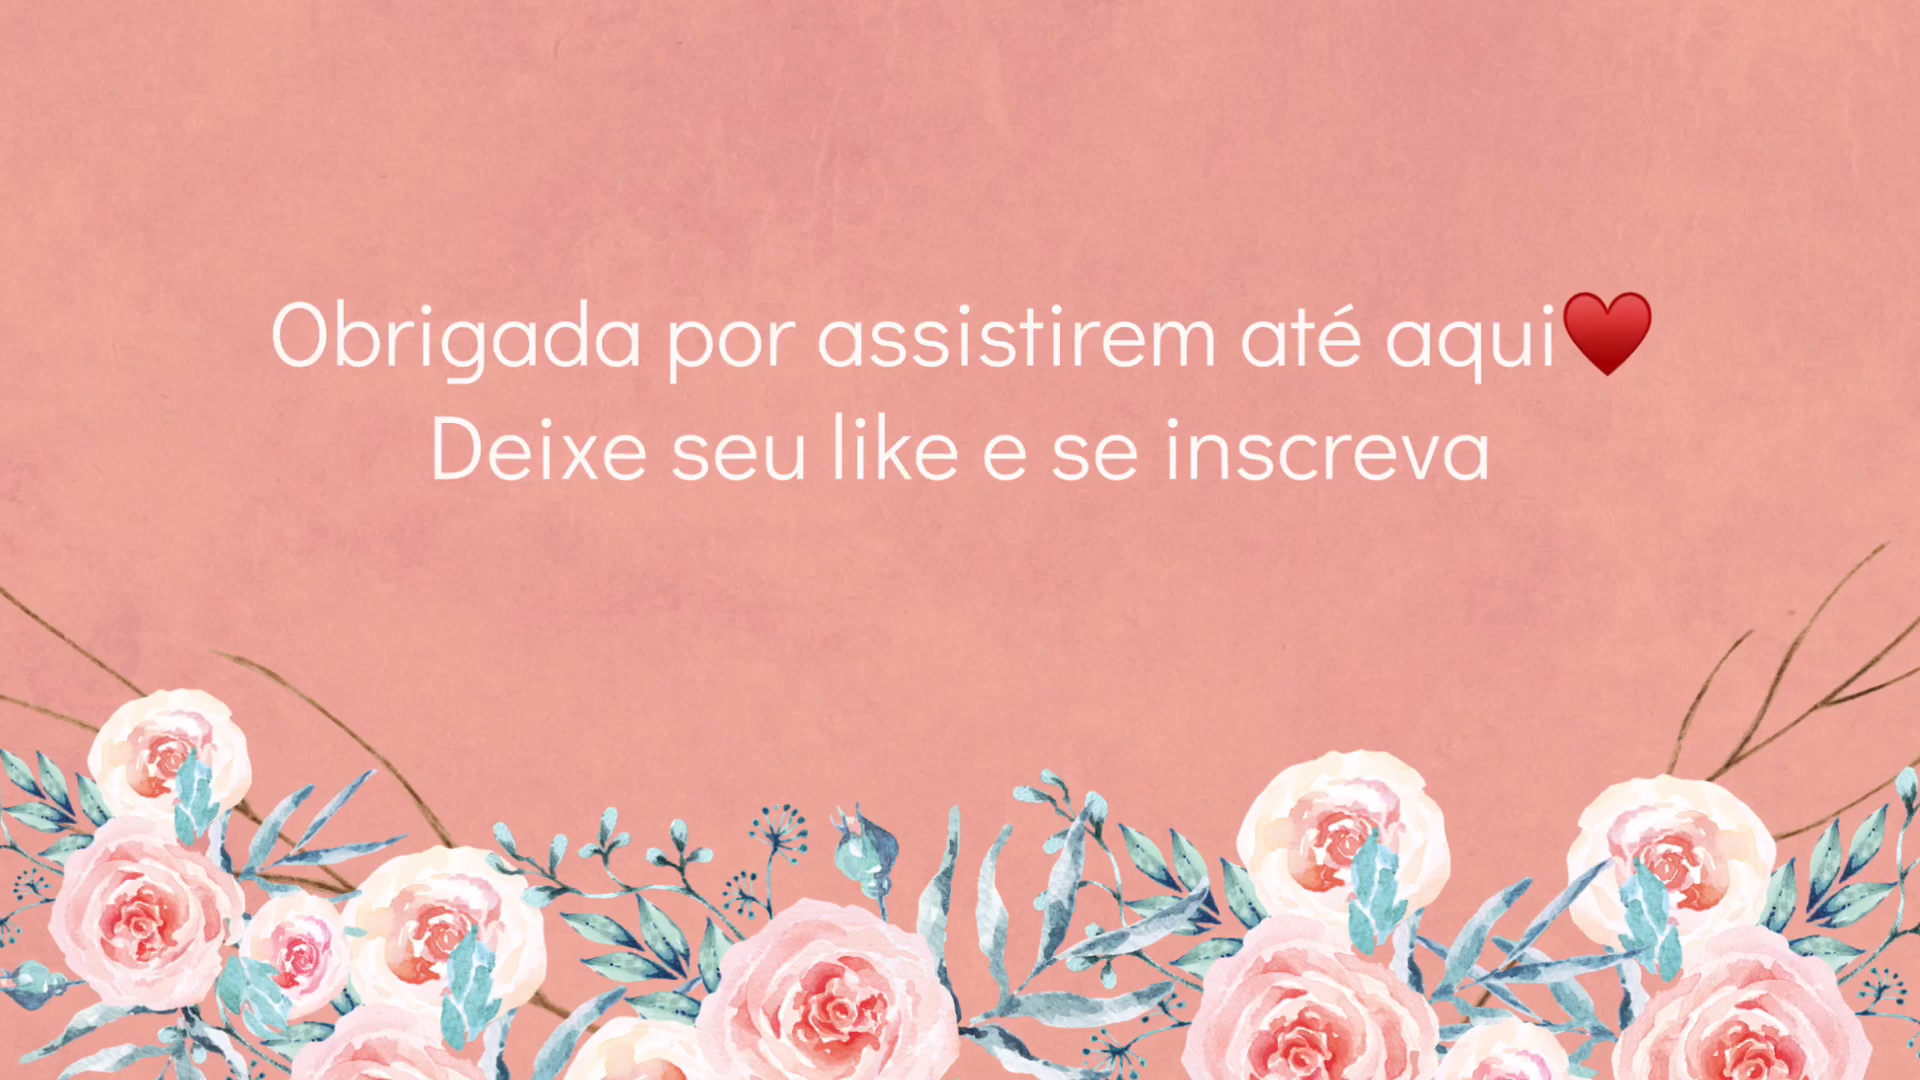 Obrigada por assistirem até aqui♥️
Deixe seu like e se inscreva